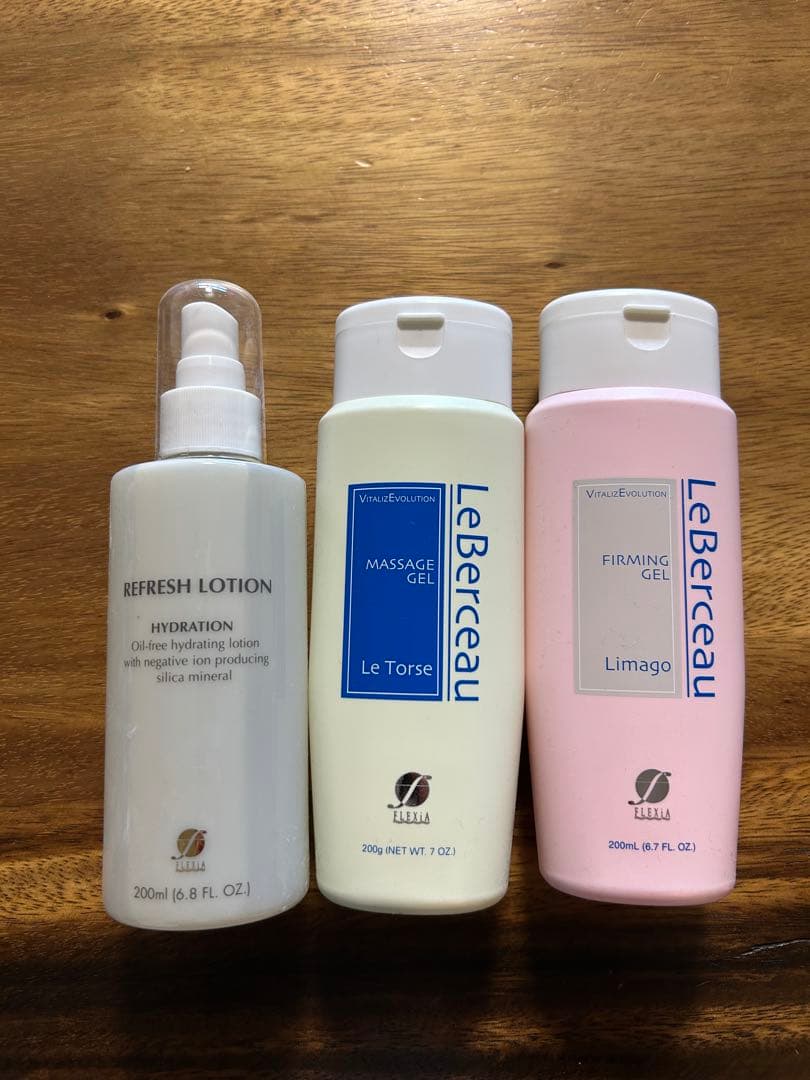 REFRESH LOTION
HYDRATION
Oil-free hydrating lotion
with negative ion producing
silica mineral
FLEXiA
200ml (6.8 FL. OZ.)
VITALIZEVOLUTION
MASSAGE
GEL
Le Torse
LeBerceau
FLEXiA
200g (NET WT. 7 OZ.)
VITALIZEVOLUTION
FIRMING
GEL
Limago
LeBerceau
FLEXiA
200mL (6.7 FL. OZ.)